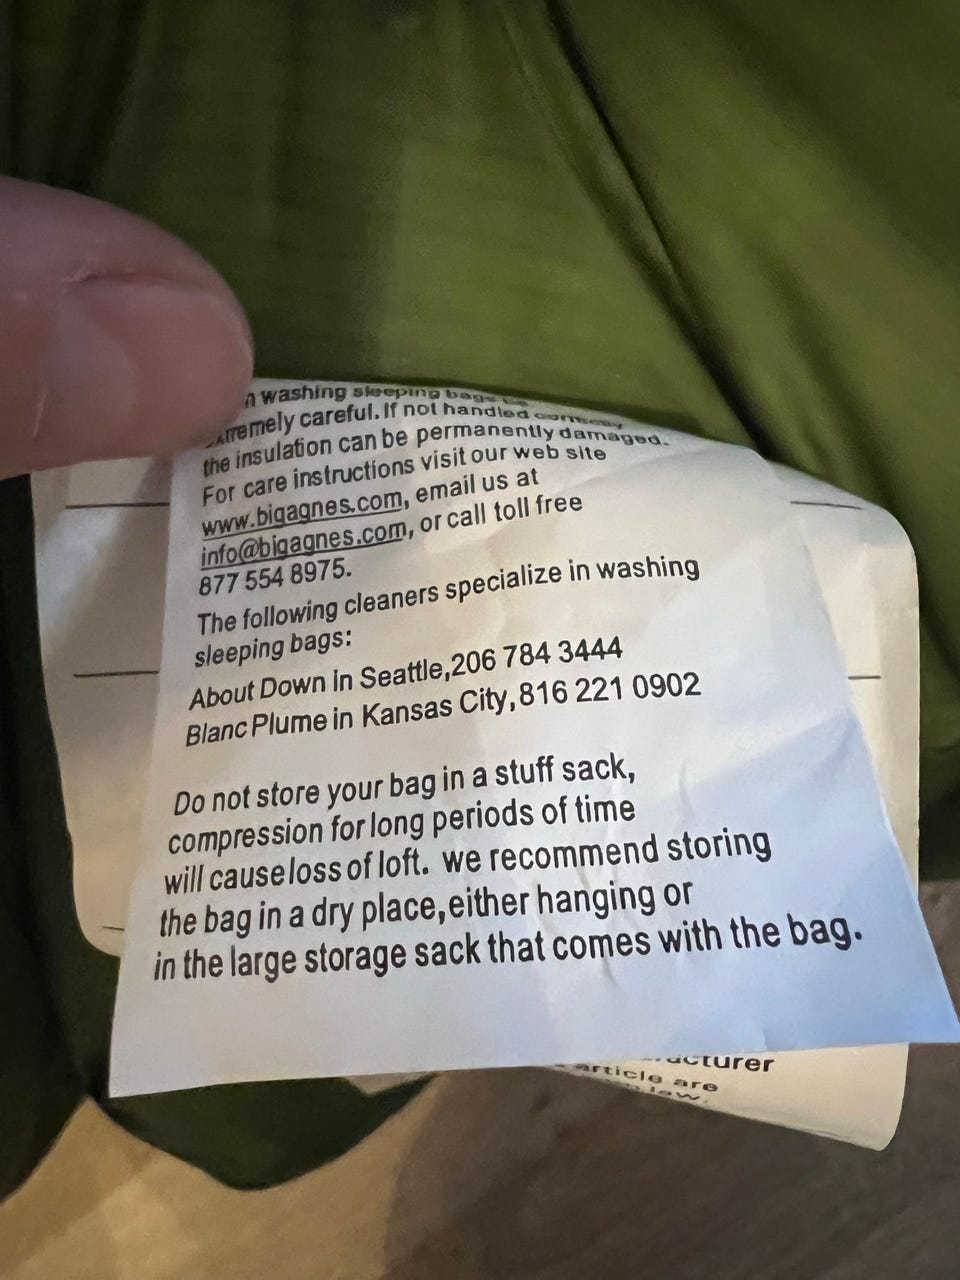 washing sleeping bags
extremely careful. If not handled correctly
the insulation can be permanently damaged.
For care instructions visit our web site
www.bigagnes.com, email us at
info@bigagnes.com, or call toll free
877 554 8975.
The following cleaners specialize in washing
sleeping bags:
About Down in Seattle,206 784 3444
Blanc Plume in Kansas City,816 221 0902
Do not store your bag in a stuff sack,
compression for long periods of time
will cause loss of loft. we recommend storing
the bag in a dry place,either hanging or
in the large storage sack that comes with the bag.
article are
law.